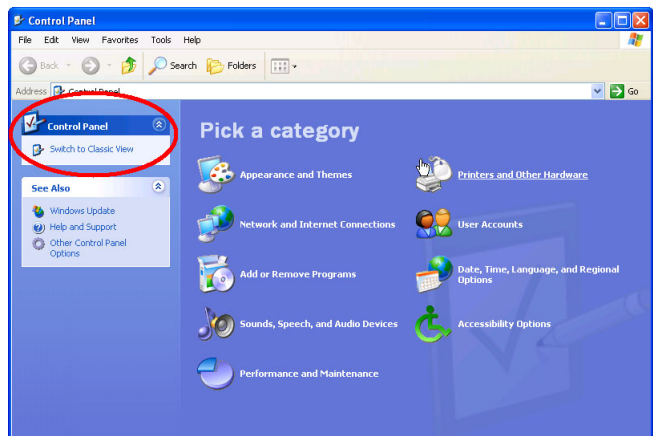 Control Panel
File Edit View Favorites Tools Help
Back Search Folders
Address Control Panel Go
Control Panel
Switch to Classic View
See Also
Windows Update
Help and Support
Other Control Panel
Options
Pick a category
Appearance and Themes
Printers and Other Hardware
Network and Internet Connections
User Accounts
Add or Remove Programs
Date, Time, Language, and Regional
Options
Sounds, Speech, and Audio Devices
Accessibility Options
Performance and Maintenance